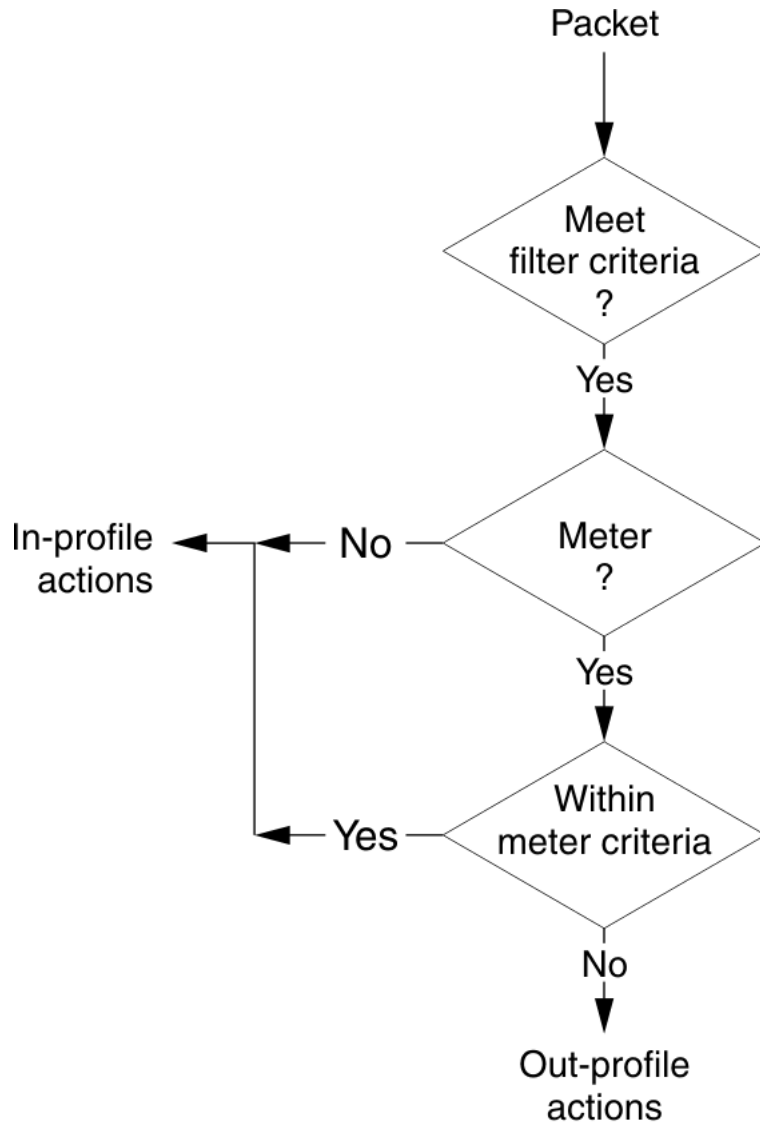 Packet
Meet
filter criteria
?
Yes
In-profile
actions
No
Meter
?
Yes
Yes
Within
meter criteria
No
Out-profile
actions